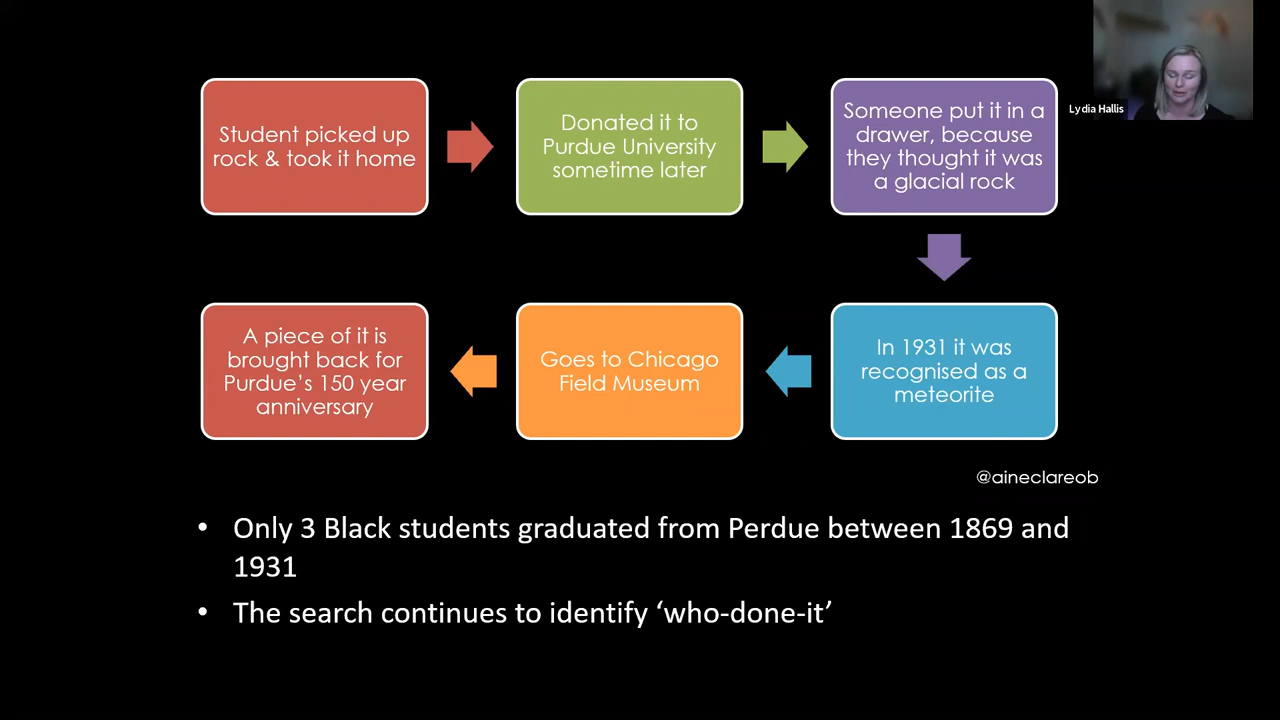 Student picked up
rock & took it home
Donated it to
Purdue University
sometime later
Someone put it in a
drawer, because
they thought it was
a glacial rock
Lydia Hallis
In 1931 it was
recognised as a
meteorite
Goes to Chicago
Field Museum
A piece of it is
brought back for
Purdue’s 150 year
anniversary
@aineclareob
• Only 3 Black students graduated from Perdue between 1869 and
1931
• The search continues to identify ‘who-done-it’